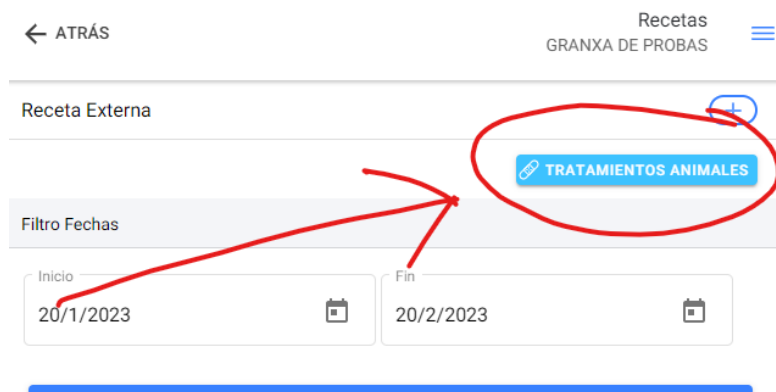 ATRÁS
Recetas
GRANXA DE PROBAS
Receta Externa
TRATAMIENTOS ANIMALES
Filtro Fechas
Inicio
20/1/2023
Fin
20/2/2023